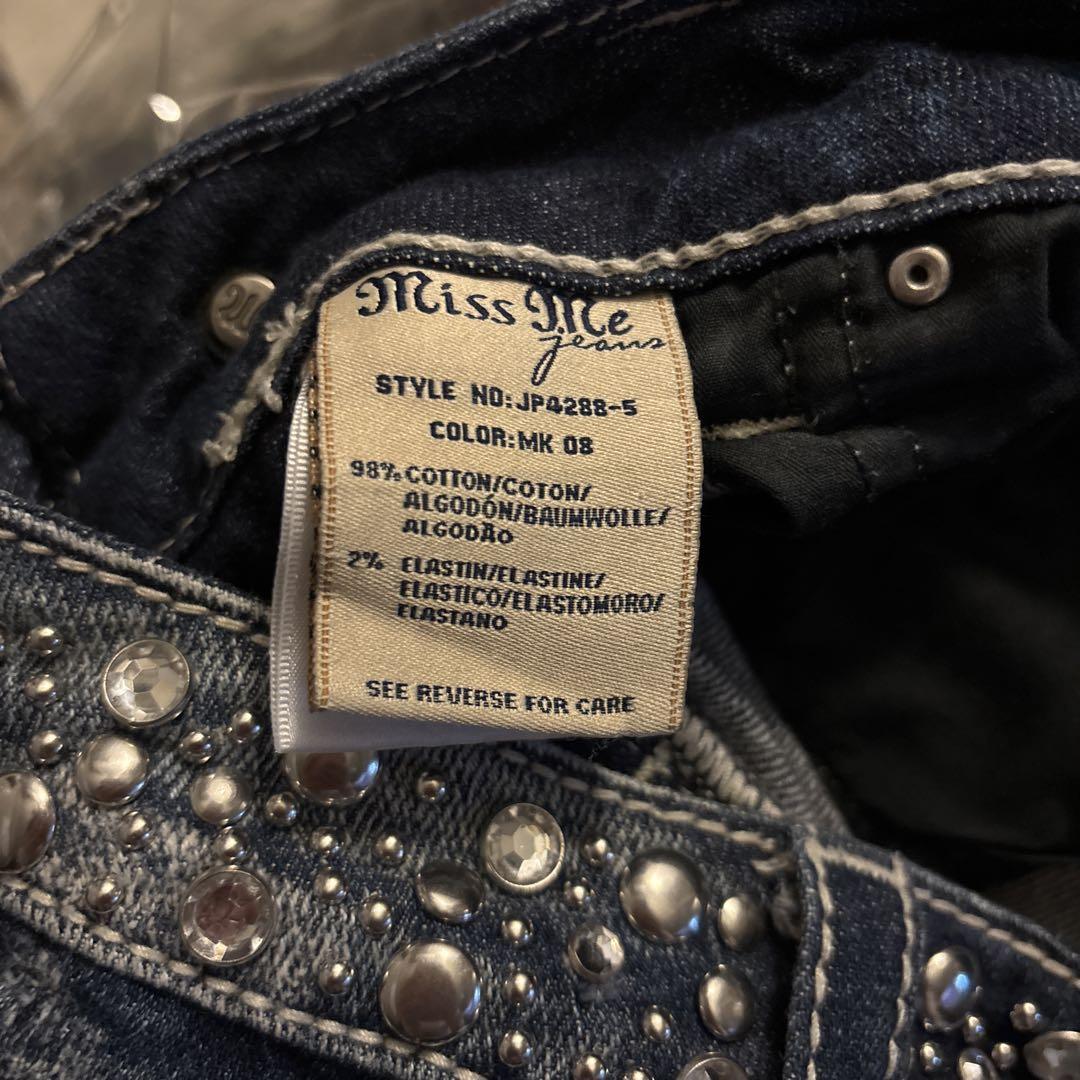 Miss Me
jeans
STYLE NO:JP4288-5
COLOR:MK 08
98% COTTON/COTON/
ALGODÓN/BAUMWOLLE/
ALGODÃO
2% ELASTIN/ELASTINE/
ELASTICO/ELASTOMORO/
ELASTANO
SEE REVERSE FOR CARE